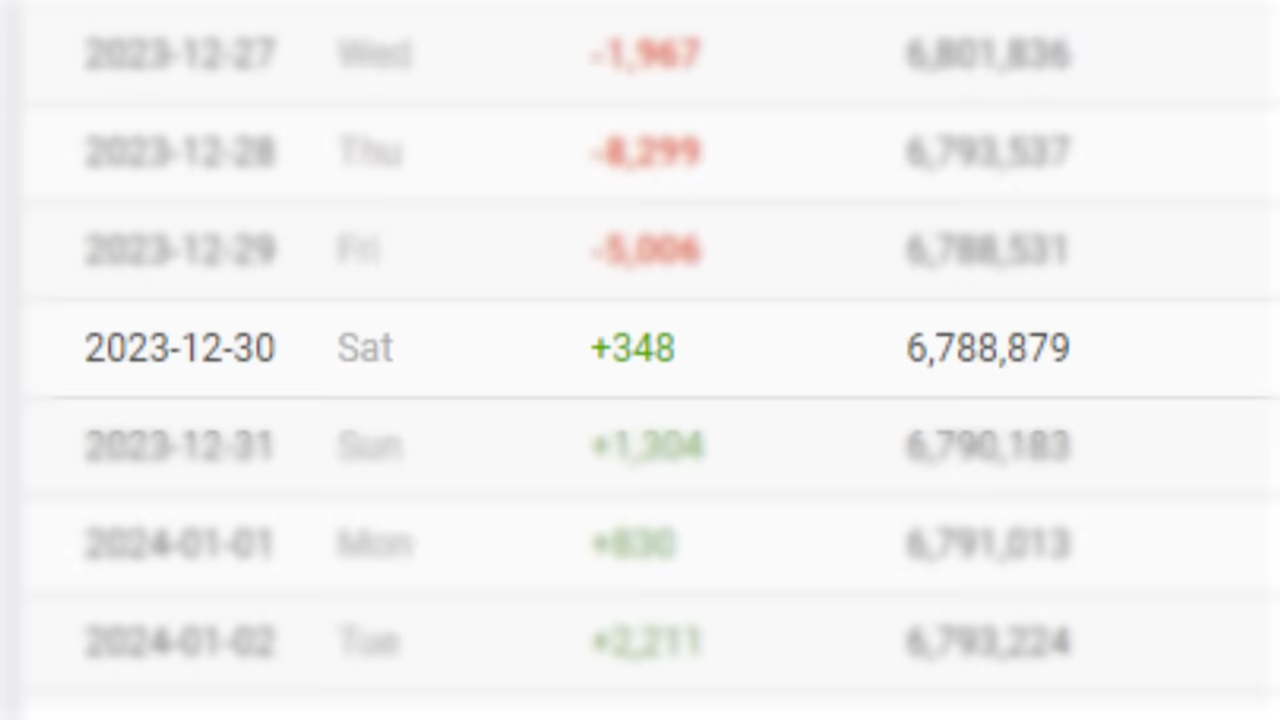 2023-12-27 Wed -1,967 6,801,836
2023-12-28 Thu -8,299 6,793,537
2023-12-29 Fri -5,006 6,788,531
2023-12-30 Sat +348 6,788,879
2023-12-31 Sun +1,304 6,790,183
2024-01-01 Mon +830 6,791,013
2024-01-02 Tue +2,211 6,793,224